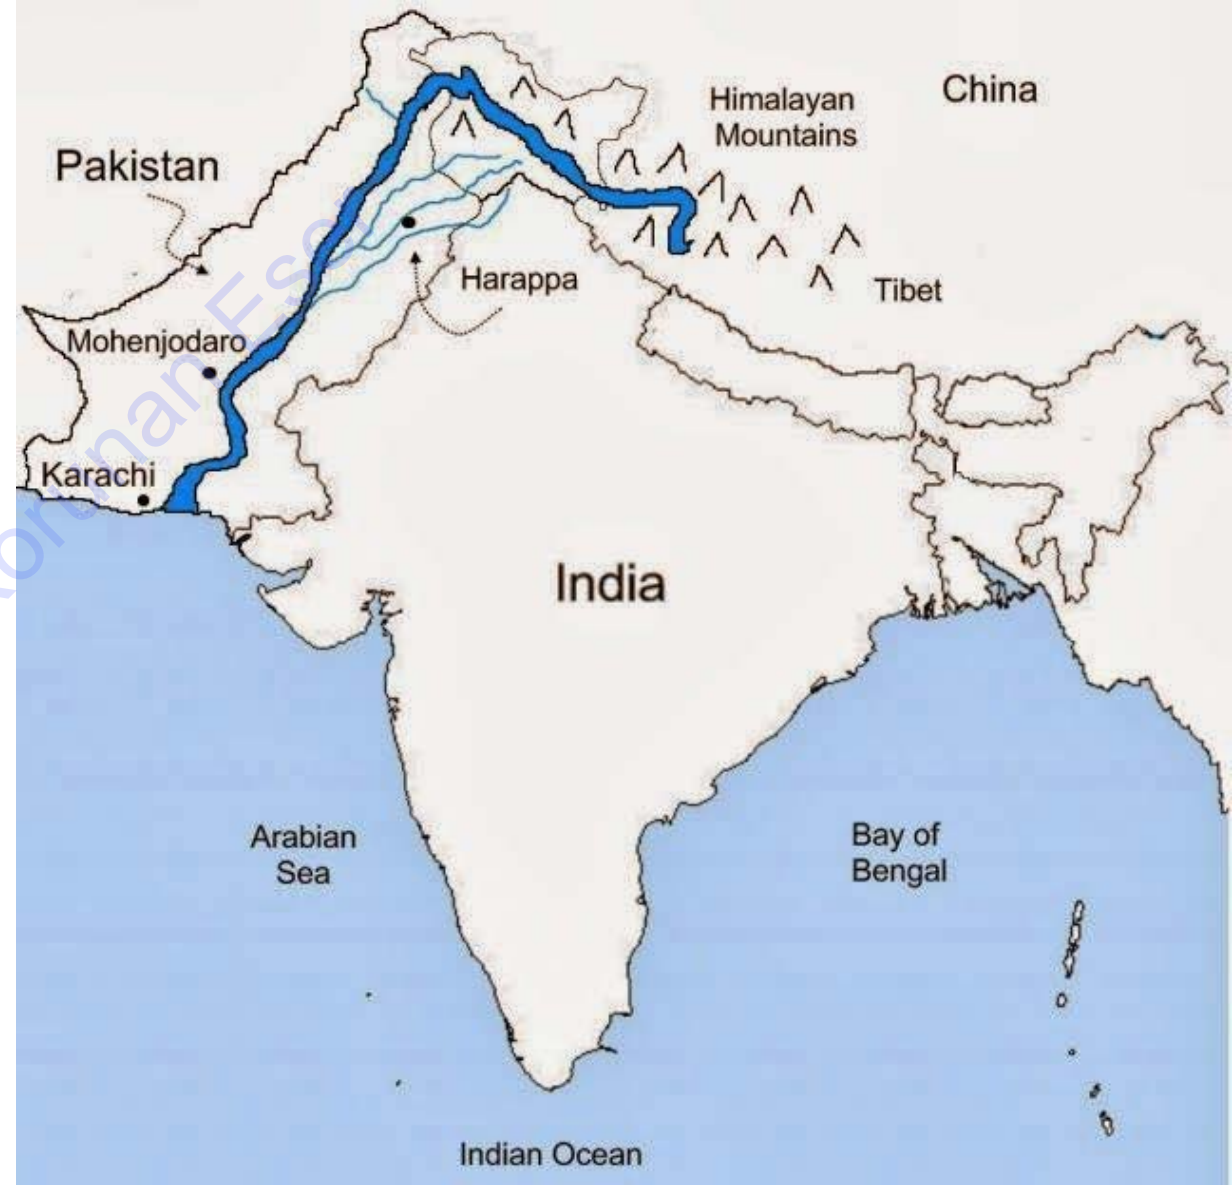 China
Himalayan
Mountains
Pakistan
Harappa
Tibet
Mohenjodaro
Karachi
India
Arabian
Sea
Bay of
Bengal
Indian Ocean